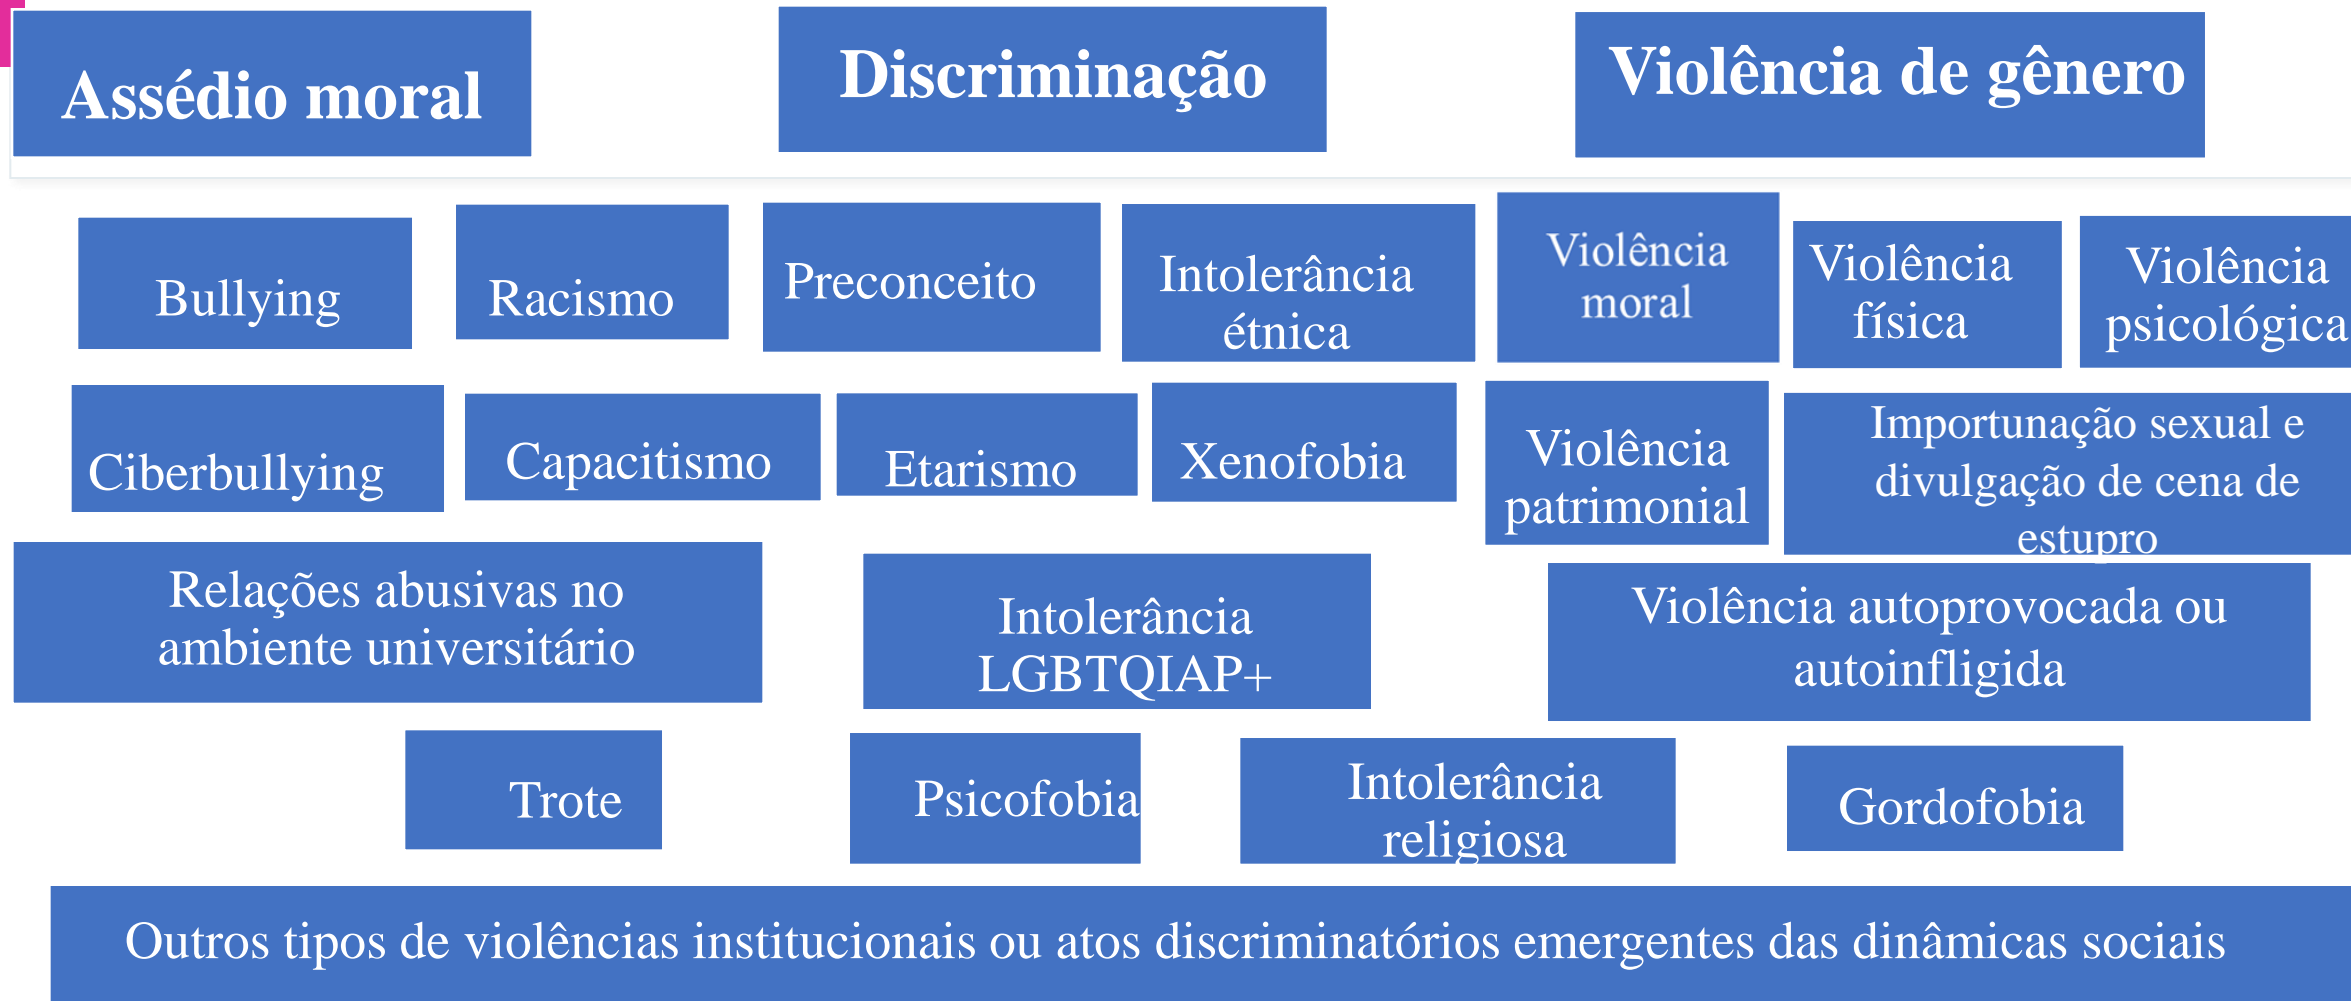 Assédio moral
Discriminação
Violência de gênero
Bullying
Racismo
Preconceito
Intolerância
étnica
Violência
moral
Violência
física
Violência
psicológica
Ciberbullying
Capacitismo
Etarismo
Xenofobia
Violência
patrimonial
Importunação sexual e
divulgação de cena de
estupro
Relações abusivas no
ambiente universitário
Intolerância
LGBTQIAP+
Violência autoprovocada ou
autoinfligida
Trote
Psicofobia
Intolerância
religiosa
Gordofobia
Outros tipos de violências institucionais ou atos discriminatórios emergentes das dinâmicas sociais